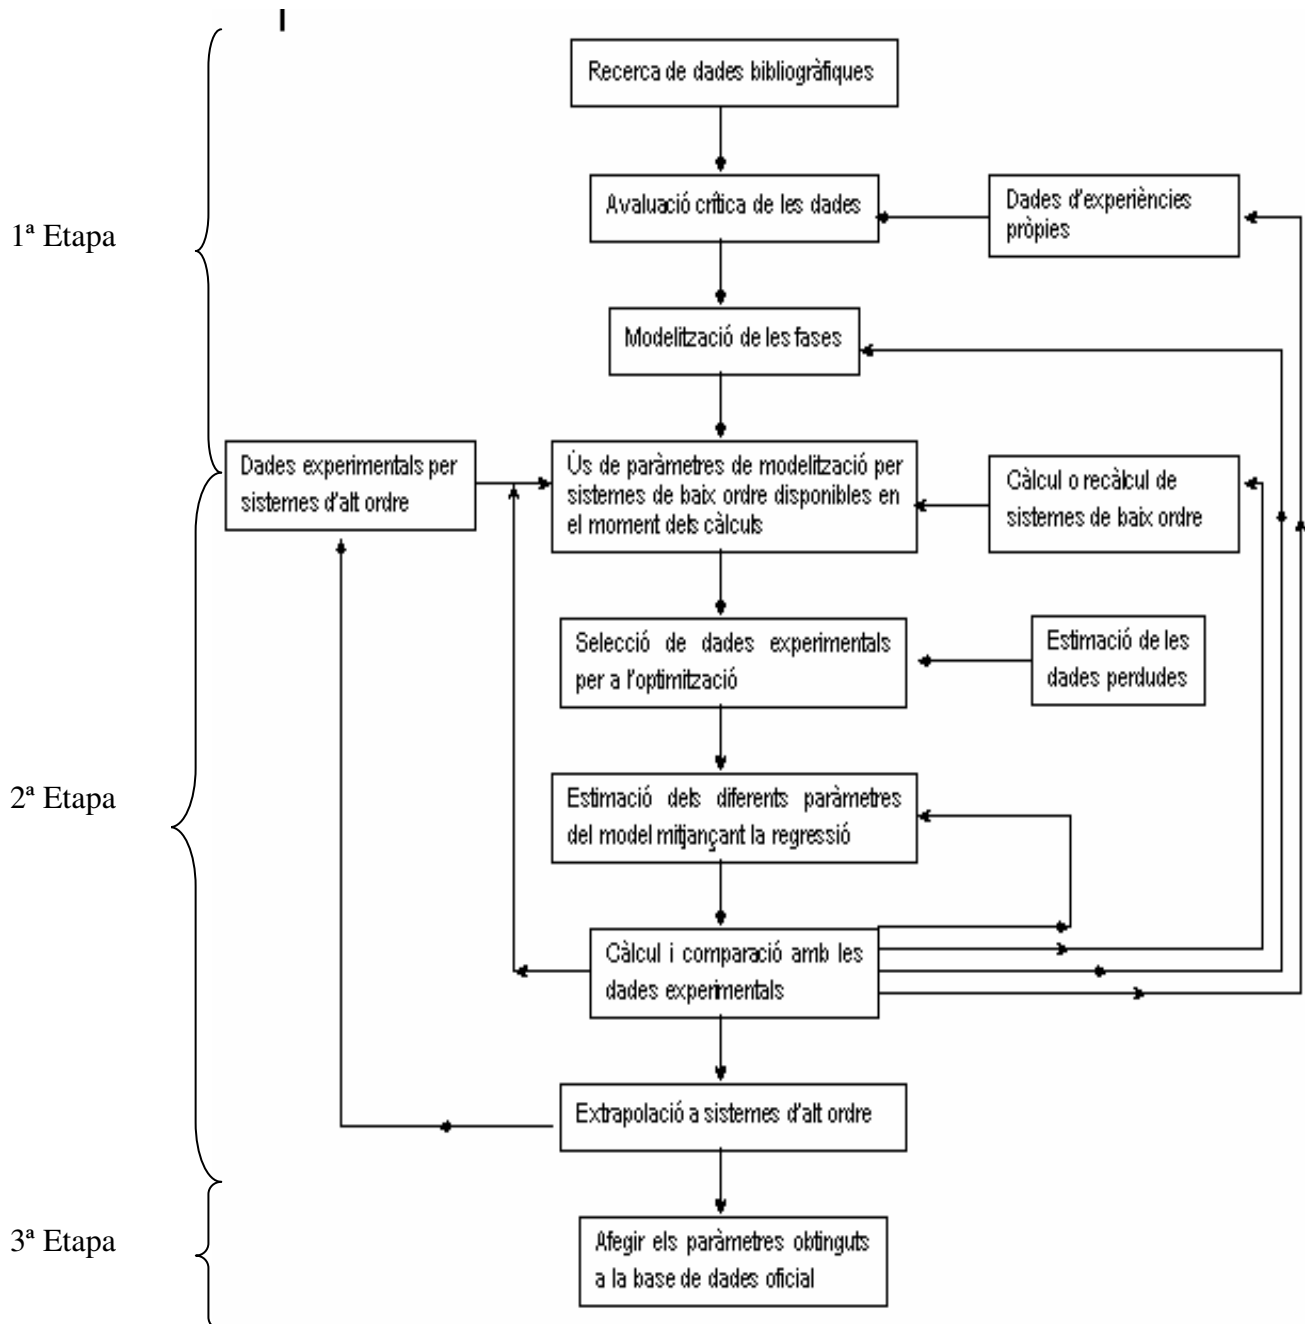 Recerca de dades bibliogràfiques
1ª Etapa
Avaluació crítica de les dades
Dades d'experiències
pròpies
Modelització de les fases
Dades experimentals per
sistemes d'alt ordre
Ús de paràmetres de modelització per
sistemes de baix ordre disponibles en
el moment dels càlculs
Càlcul o recàlcul de
sistemes de baix ordre
Selecció de dades experimentals
per a l'optimització
Estimació de les
dades perdudes
2ª Etapa
Estimació dels diferents paràmetres
del model mitjançant la regressió
Càlcul i comparació amb les
dades experimentals
Extrapolació a sistemes d'alt ordre
3ª Etapa
Afegir els paràmetres obtinguts
a la base de dades oficial